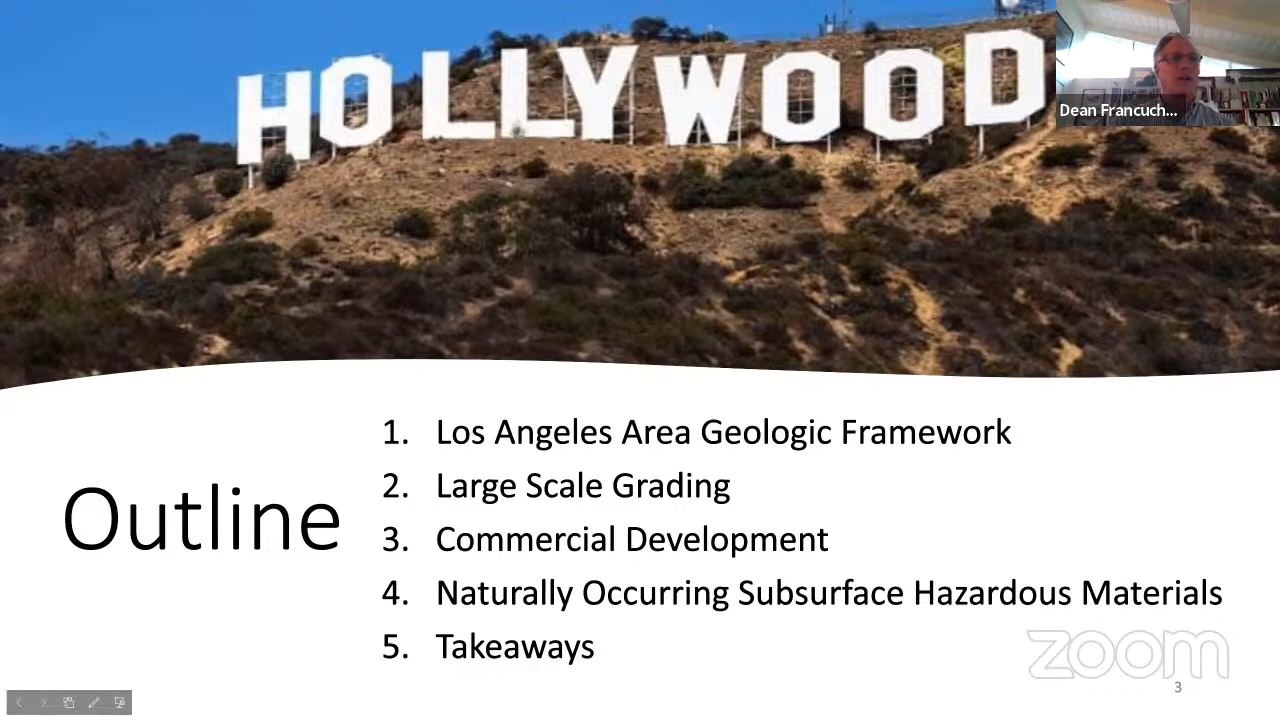 HOLLYWOOD
Dean Francuch...
Outline
1. Los Angeles Area Geologic Framework
2. Large Scale Grading
3. Commercial Development
4. Naturally Occurring Subsurface Hazardous Materials
5. Takeaways
zoom
3